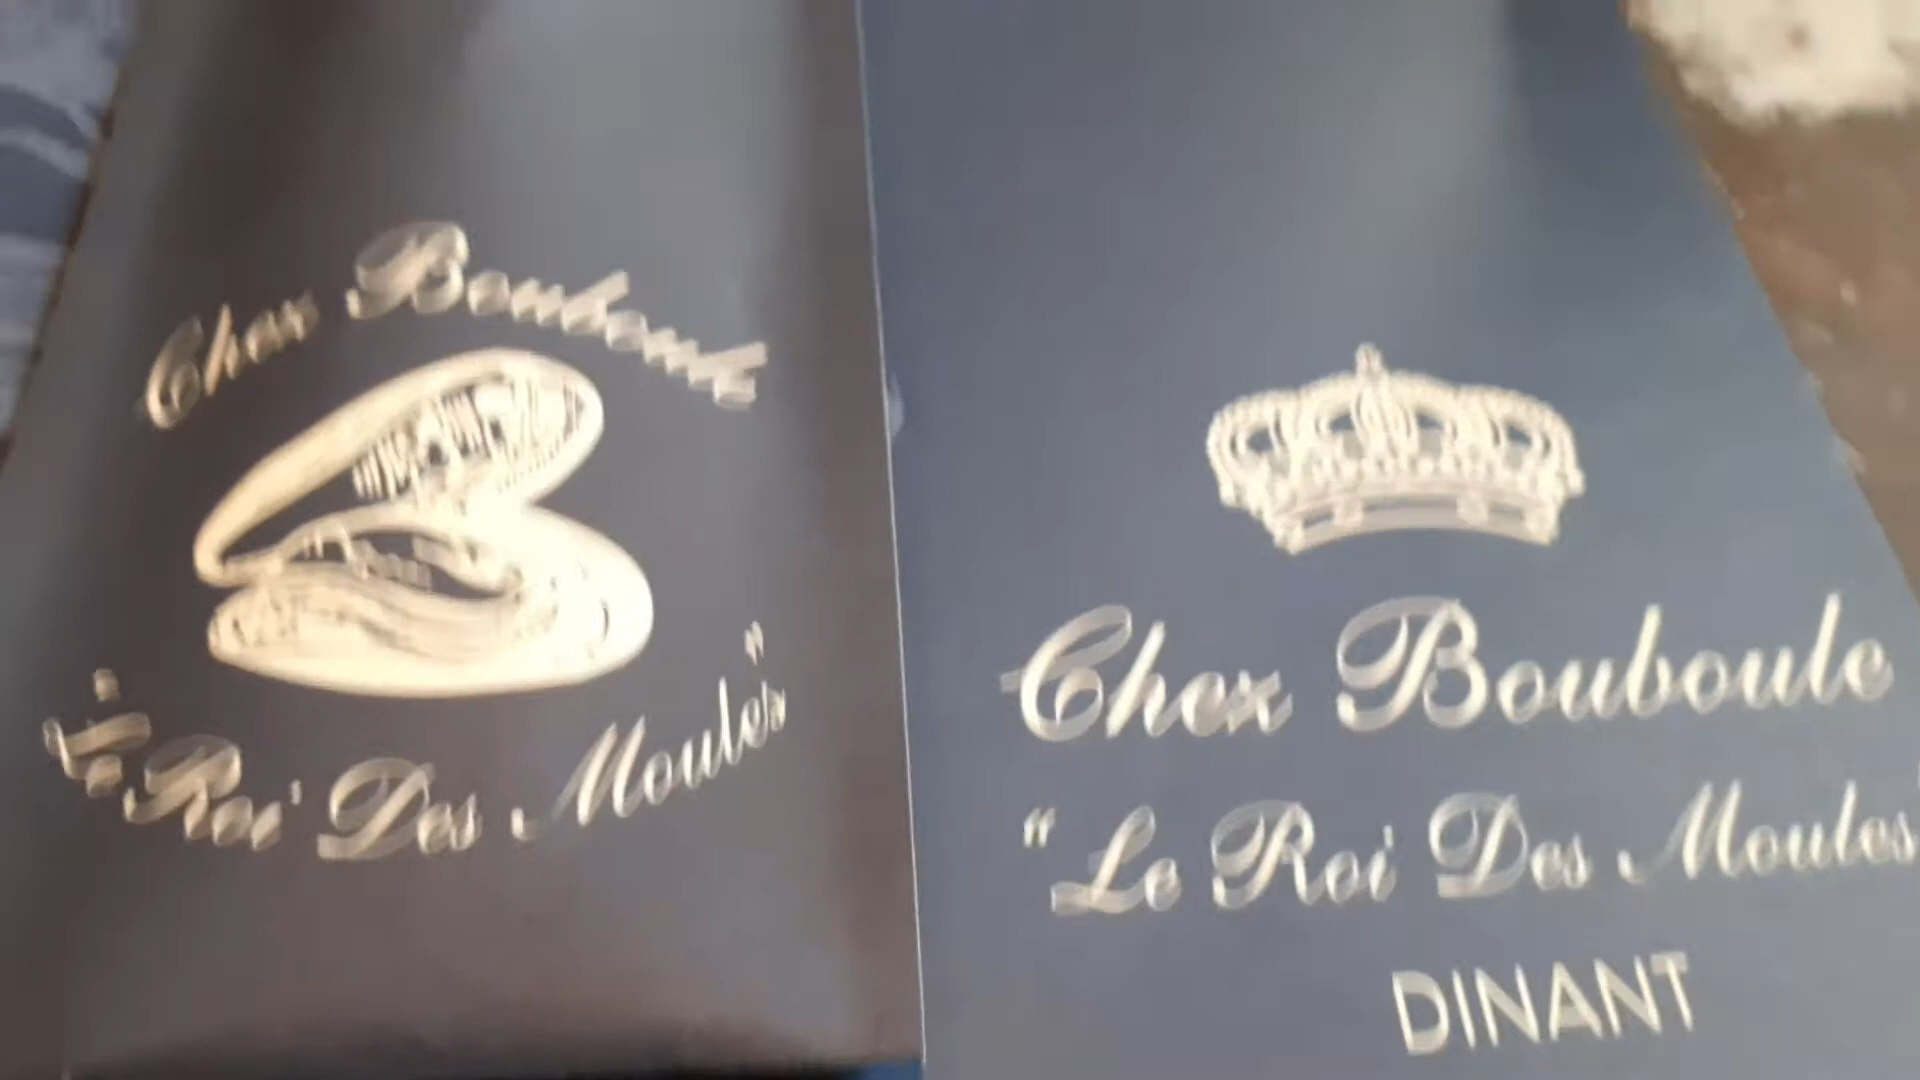 Chez Bouboule
"Le Roi Des Moules"
Chez Bouboule
"Le Roi Des Moules
DINANT